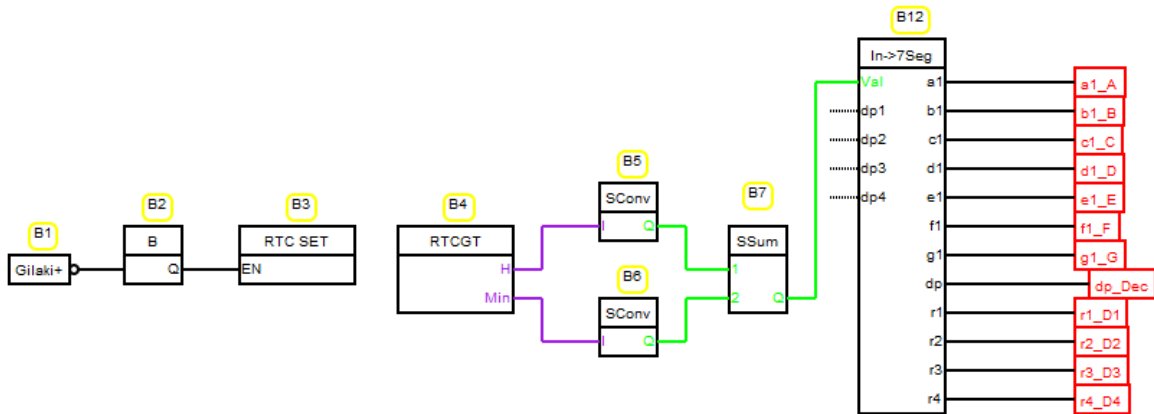 B12
In->7Seg
Val a1 a1_A
dp1 b1 b1_B
dp2 c1 c1_C
dp3 d1 d1_D
dp4 e1 e1_E
f1 f1_F
g1 g1_G
dp dp_Dec
r1 r1_D1
r2 r2_D2
r3 r3_D3
r4 r4_D4
B5
SConv
I Q
B7
SSum
1
2 Q
B1
Gilaki+
B2
B
Q
B3
RTC SET
EN
B4
RTCGT
H
Min
B6
SConv
I Q